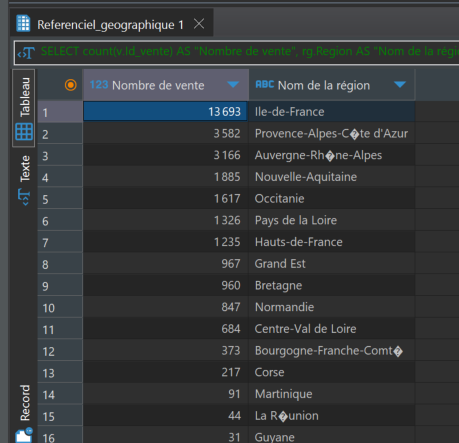 Referenciel_geographique 1
SELECT count(v.Id_vente) AS "Nombre de vente", rg.Region AS "Nom de la régio
Tableau
Texte
Record
123 Nombre de vente ABC Nom de la région
1 13 693 Ile-de-France
2 3 582 Provence-Alpes-C�te d'Azur
3 3 166 Auvergne-Rh�ne-Alpes
4 1 885 Nouvelle-Aquitaine
5 1 617 Occitanie
6 1 326 Pays de la Loire
7 1 235 Hauts-de-France
8 967 Grand Est
9 960 Bretagne
10 847 Normandie
11 684 Centre-Val de Loire
12 373 Bourgogne-Franche-Comt�
13 217 Corse
14 91 Martinique
15 44 La R�union
16 31 Guyane